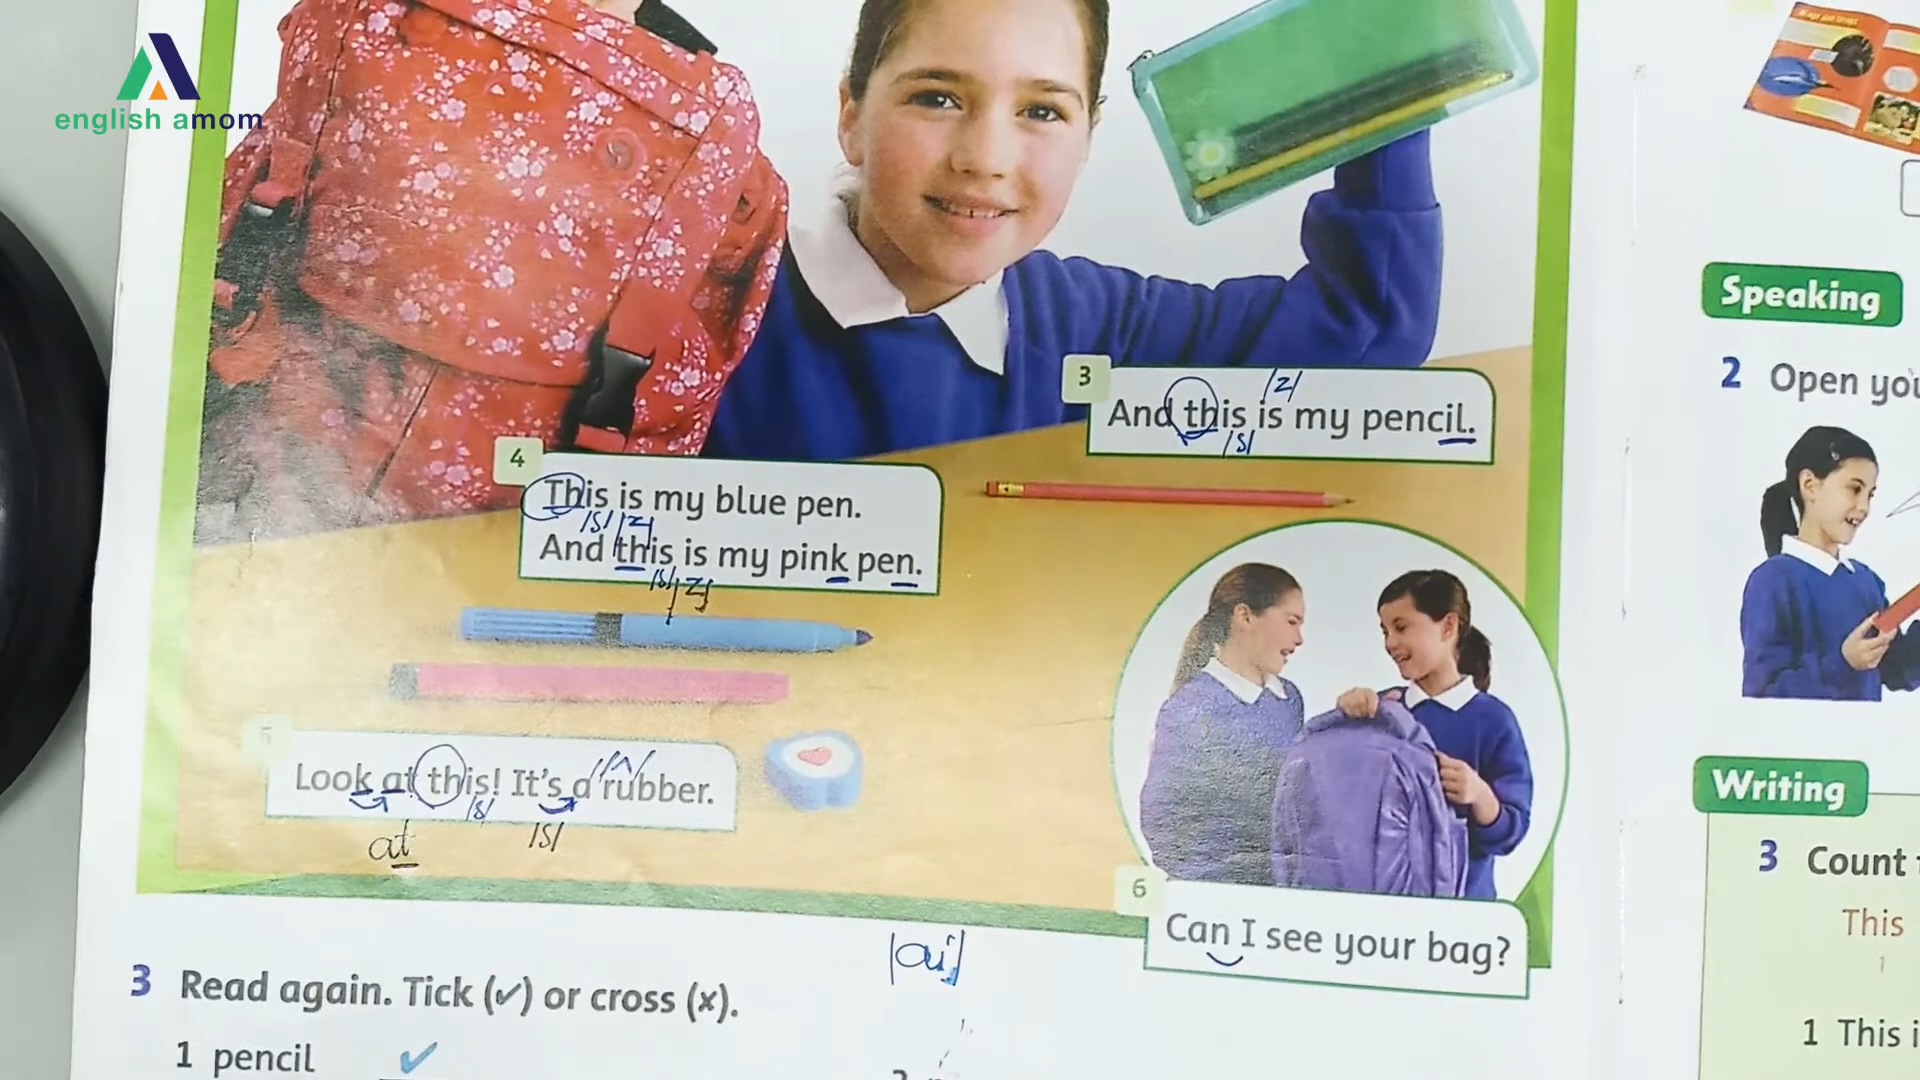 english amom
3
/z/
And this is my pencil.
/s/
4
This is my blue pen.
/s/ /z/
And this is my pink pen.
/s/ /z/
/ʌ/
Look at this! It's a rubber.
/s/
at
/s/
6
Can I see your bag?
/ai/
3 Read again. Tick (✓) or cross (×).
1 pencil ✓
Speaking
2 Open
Writing
3 Count
This
1
1 This